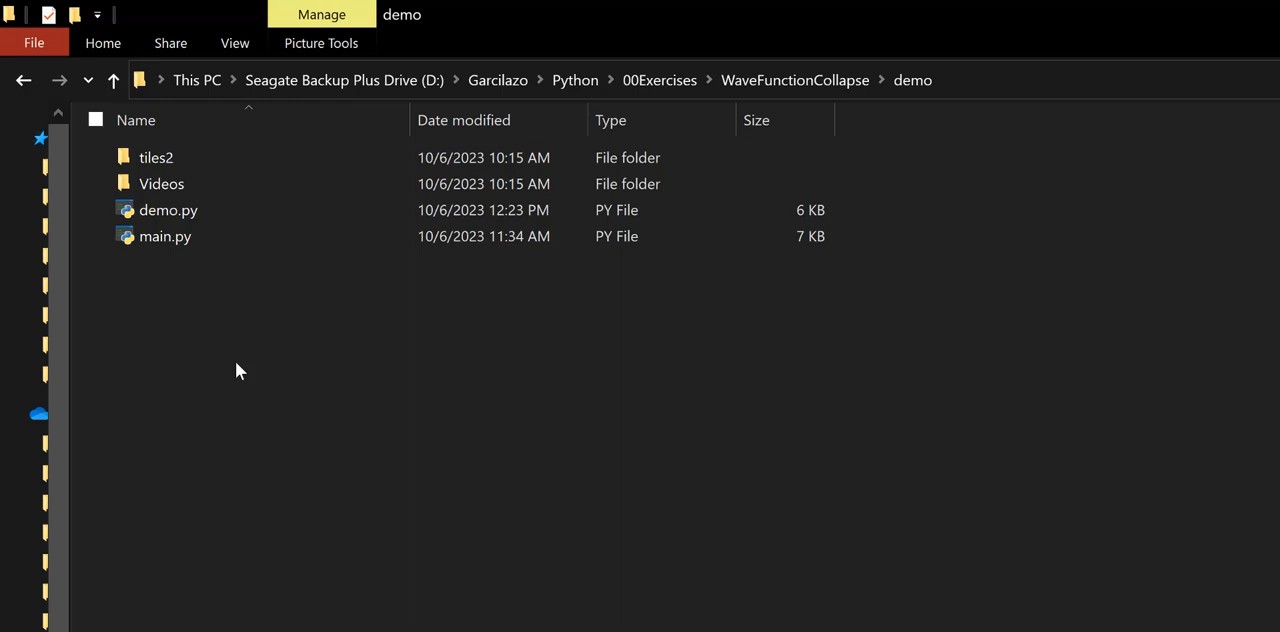 Manage demo
File Home Share View Picture Tools
This PC Seagate Backup Plus Drive (D:) Garcilazo Python 00Exercises WaveFunctionCollapse demo
Name Date modified Type Size
tiles2 10/6/2023 10:15 AM File folder
Videos 10/6/2023 10:15 AM File folder
demo.py 10/6/2023 12:23 PM PY File 6 KB
main.py 10/6/2023 11:34 AM PY File 7 KB